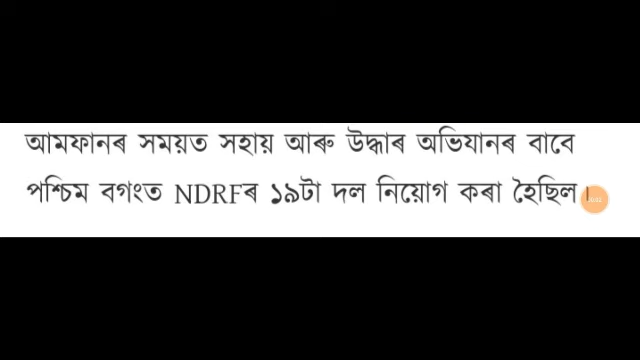 আমফানৰ সময়ত সহায় আৰু উদ্ধাৰ অভিযানৰ বাবে
পশ্চিম বগংত NDRFৰ ১৯টা দল নিয়োগ কৰা হৈছিল।